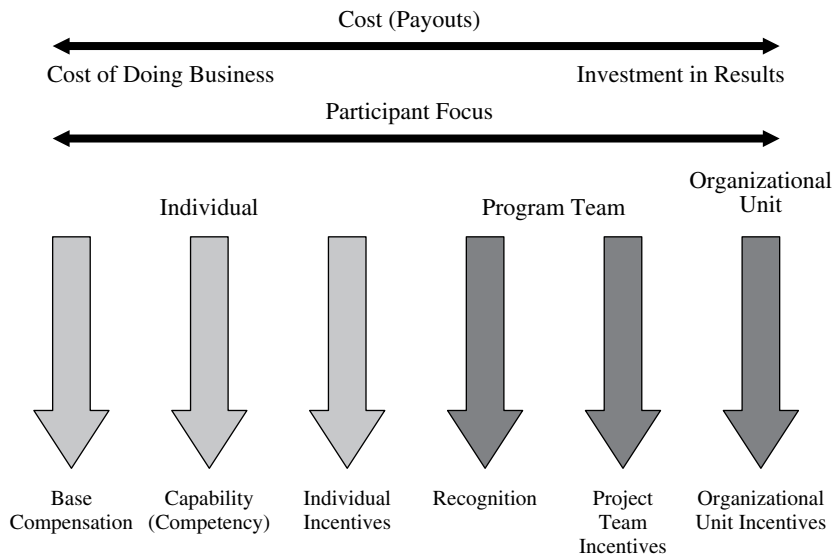 Cost (Payouts)
Cost of Doing Business
Investment in Results
Participant Focus
Individual
Program Team
Organizational
Unit
Base
Compensation
Capability
(Competency)
Individual
Incentives
Recognition
Project
Team
Incentives
Organizational
Unit Incentives